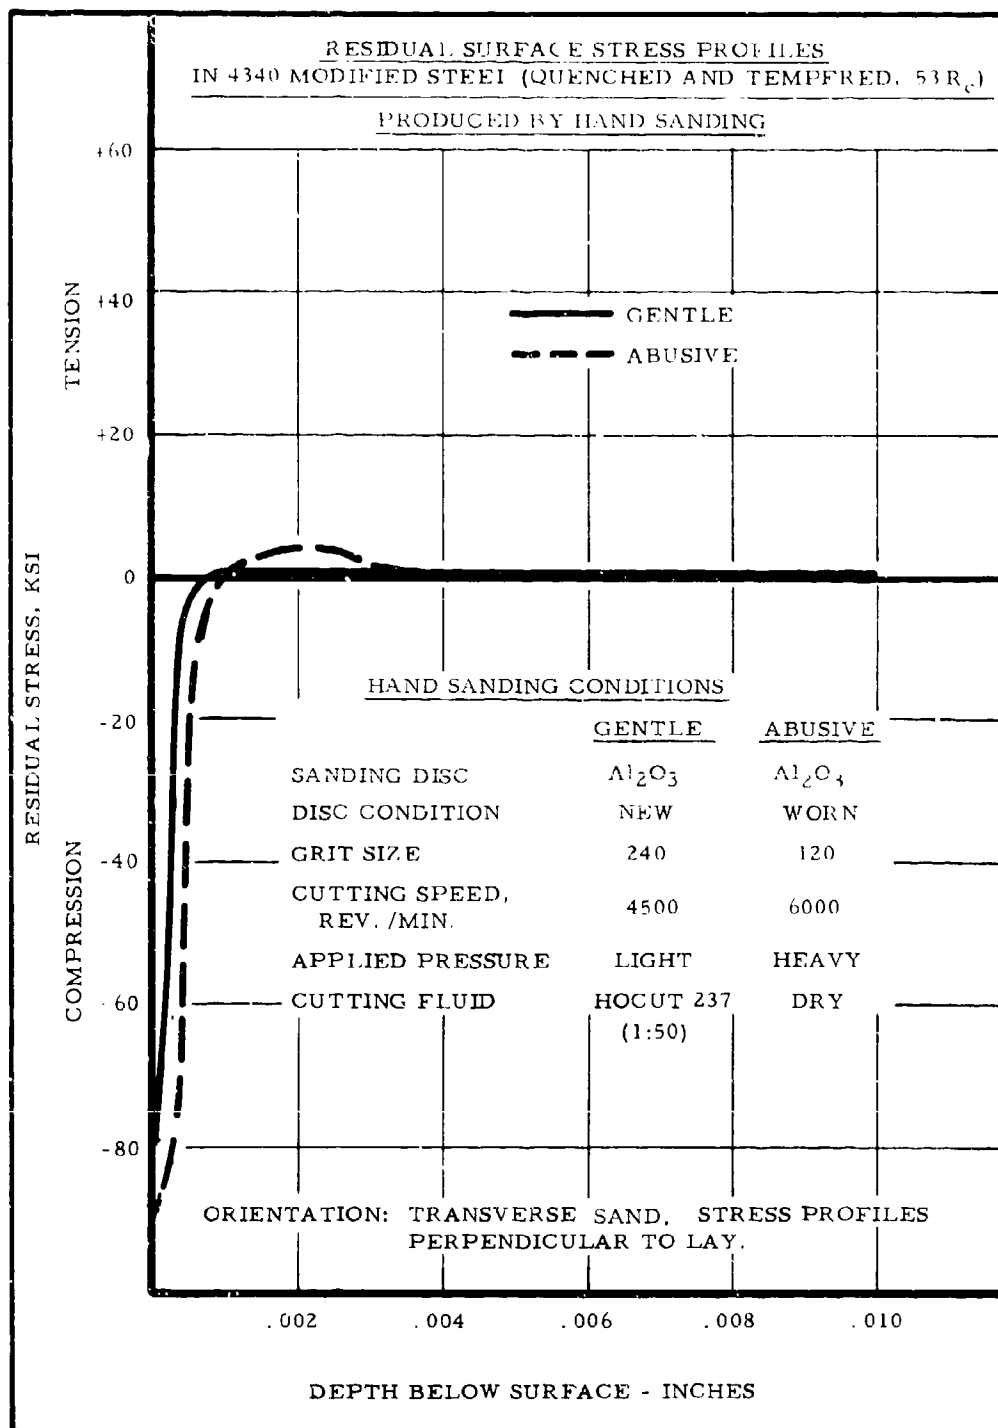 RESIDUAL SURFACE STRESS PROFILES
IN 4340 MODIFIED STEEL (QUENCHED AND TEMPERED, 53 Rc)
PRODUCED BY HAND SANDING
+60
+40
+20
0
-20
-40
-60
-80
TENSION
RESIDUAL STRESS, KSI
COMPRESSION
GENTLE
ABUSIVE
HAND SANDING CONDITIONS
GENTLE ABUSIVE
SANDING DISC Al2O3 Al2O3
DISC CONDITION NEW WORN
GRIT SIZE 240 120
CUTTING SPEED,
REV./MIN. 4500 6000
APPLIED PRESSURE LIGHT HEAVY
CUTTING FLUID HOCUT 237 DRY
(1:50)
ORIENTATION: TRANSVERSE SAND, STRESS PROFILES
PERPENDICULAR TO LAY.
.002 .004 .006 .008 .010
DEPTH BELOW SURFACE - INCHES